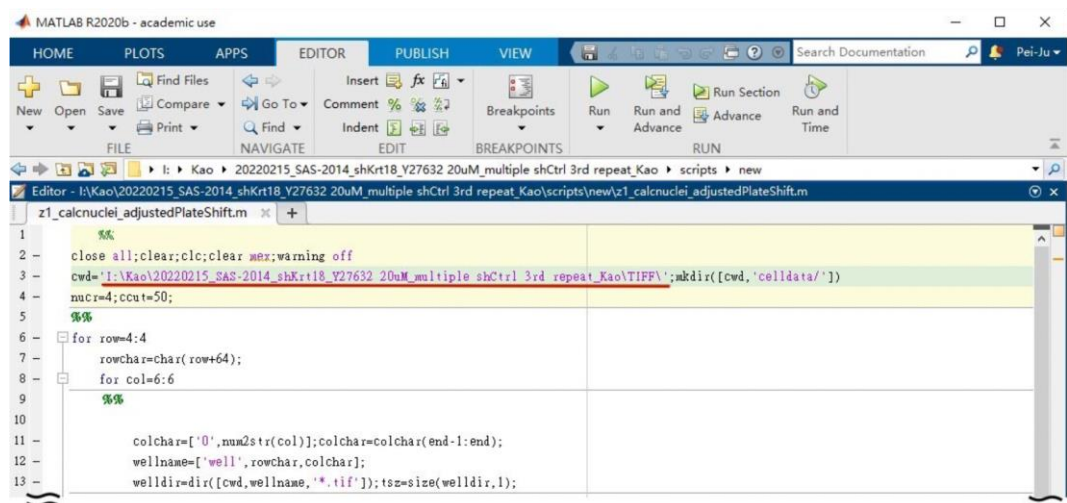 MATLAB R2020b - academic use
HOME PLOTS APPS EDITOR PUBLISH VIEW Search Documentation Pei-Ju
New Open Save Find Files Compare Print
Go To Find
Insert fx Comment % Indent
Breakpoints
Run Run and Advance Run Section Advance Run and Time
FILE NAVIGATE EDIT BREAKPOINTS RUN
I: ▸ Kao ▸ 20220215_SAS-2014_shKrt18_Y27632 20uM_multiple shCtrl 3rd repeat_Kao ▸ scripts ▸ new
Editor - I:\Kao\20220215_SAS-2014_shKrt18_Y27632 20uM_multiple shCtrl 3rd repeat_Kao\scripts\new\z1_calcnuclei_adjustedPlateShift.m
z1_calcnuclei_adjustedPlateShift.m × +
1 %%
2 – close all;clear;clc;clear mex;warning off
3 – cwd='I:\Kao\20220215_SAS-2014_shKrt18_Y27632 20uM_multiple shCtrl 3rd repeat_Kao\TIFF\';mkdir([cwd,'celldata/'])
4 – nucr=4;ccut=50;
5 %%
6 – for row=4:4
7 – rowchar=char(row+64);
8 – for col=6:6
9 %%
10
11 – colchar=['0',num2str(col)];colchar=colchar(end-1:end);
12 – wellname=['well',rowchar,colchar];
13 – welldir=dir([cwd,wellname,'*.tif']);tsz=size(welldir,1);